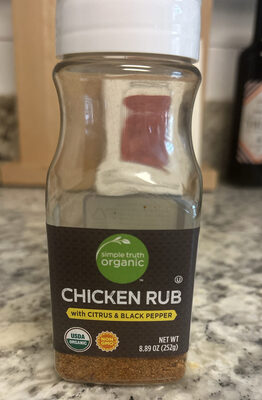 simple truth
organic
™
CHICKEN RUB
with CITRUS & BLACK PEPPER
USDA
ORGANIC
NON
GMO
NET WT
8.89 OZ (252g)